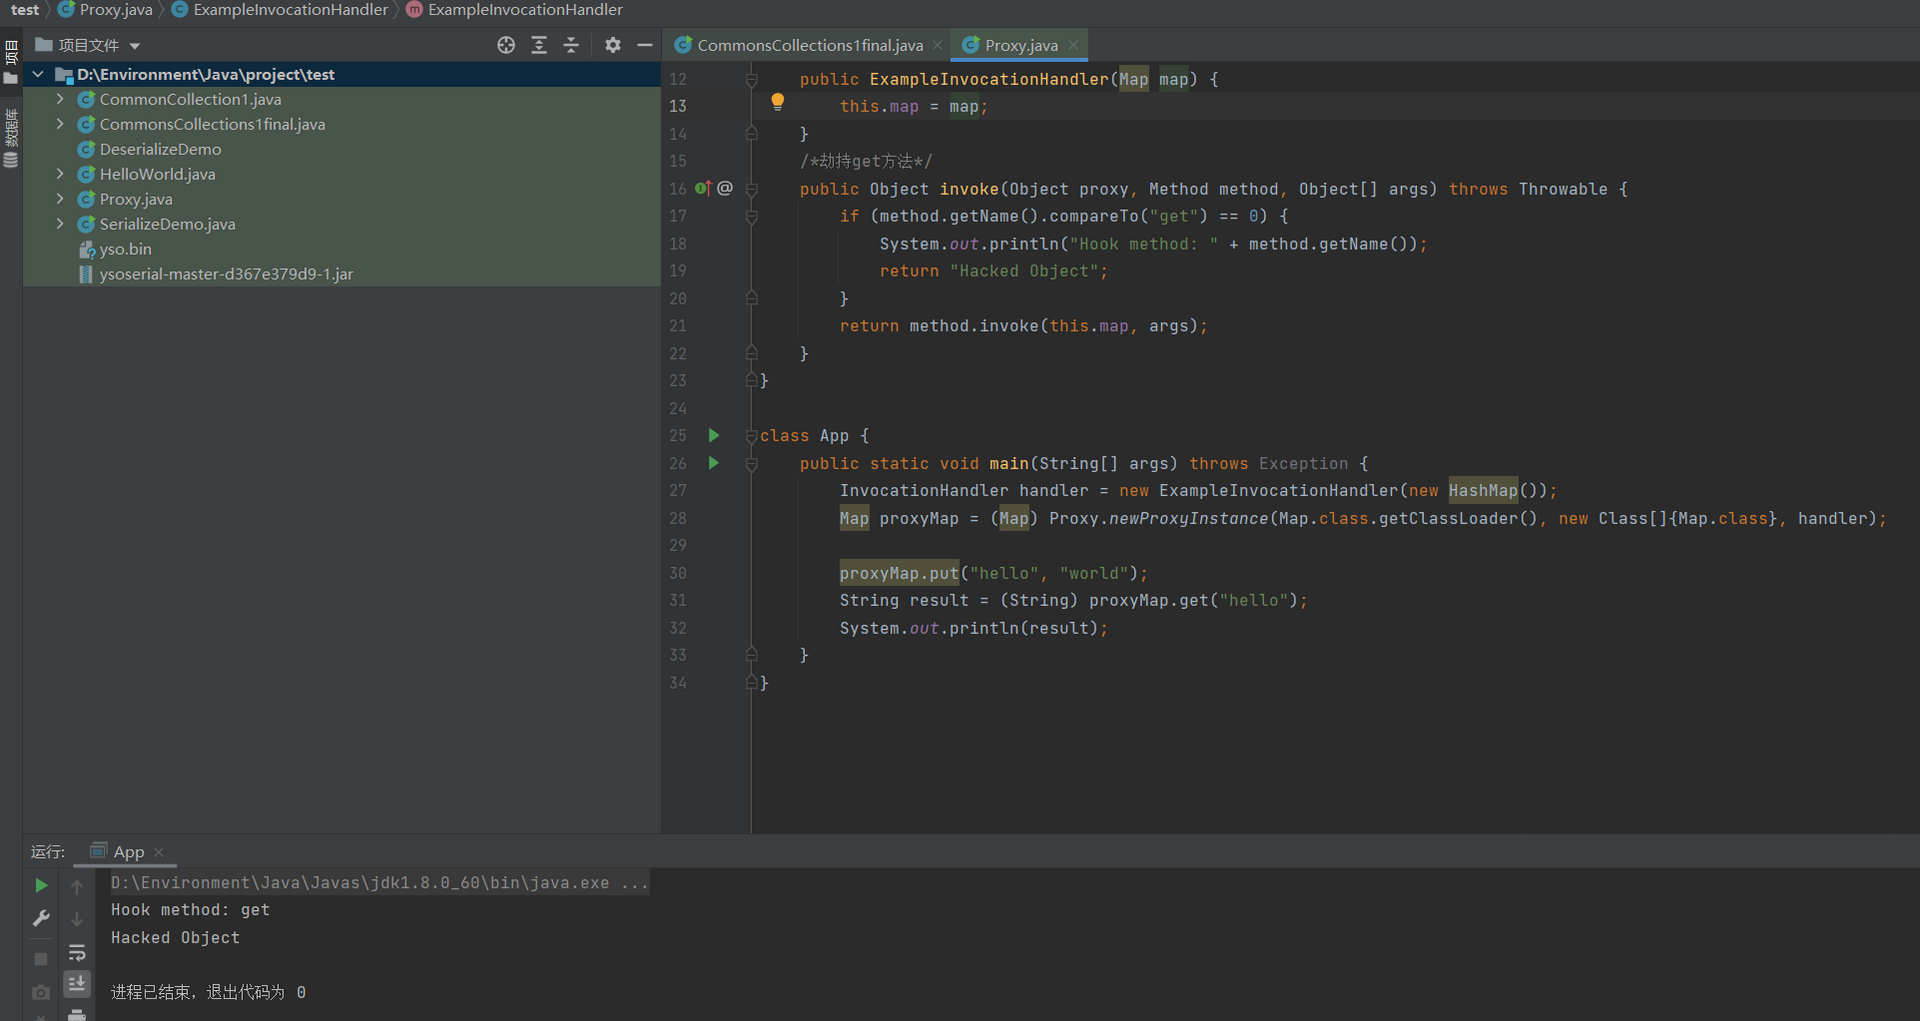 test > Proxy.java > ExampleInvocationHandler > ExampleInvocationHandler
项目
数据库
项目文件
D:\Environment\Java\project\test
CommonCollection1.java
CommonsCollections1final.java
DeserializeDemo
HelloWorld.java
Proxy.java
SerializeDemo.java
yso.bin
ysoserial-master-d367e379d9-1.jar
CommonsCollections1final.java × Proxy.java ×
12 public ExampleInvocationHandler(Map map) {
13 this.map = map;
14 }
15 /*劫持get方法*/
16 @ public Object invoke(Object proxy, Method method, Object[] args) throws Throwable {
17 if (method.getName().compareTo("get") == 0) {
18 System.out.println("Hook method: " + method.getName());
19 return "Hacked Object";
20 }
21 return method.invoke(this.map, args);
22 }
23 }
24
25 class App {
26 public static void main(String[] args) throws Exception {
27 InvocationHandler handler = new ExampleInvocationHandler(new HashMap());
28 Map proxyMap = (Map) Proxy.newProxyInstance(Map.class.getClassLoader(), new Class[]{Map.class}, handler);
29
30 proxyMap.put("hello", "world");
31 String result = (String) proxyMap.get("hello");
32 System.out.println(result);
33 }
34 }
运行: App ×
D:\Environment\Java\Javas\jdk1.8.0_60\bin\java.exe ...
Hook method: get
Hacked Object
进程已结束，退出代码为 0